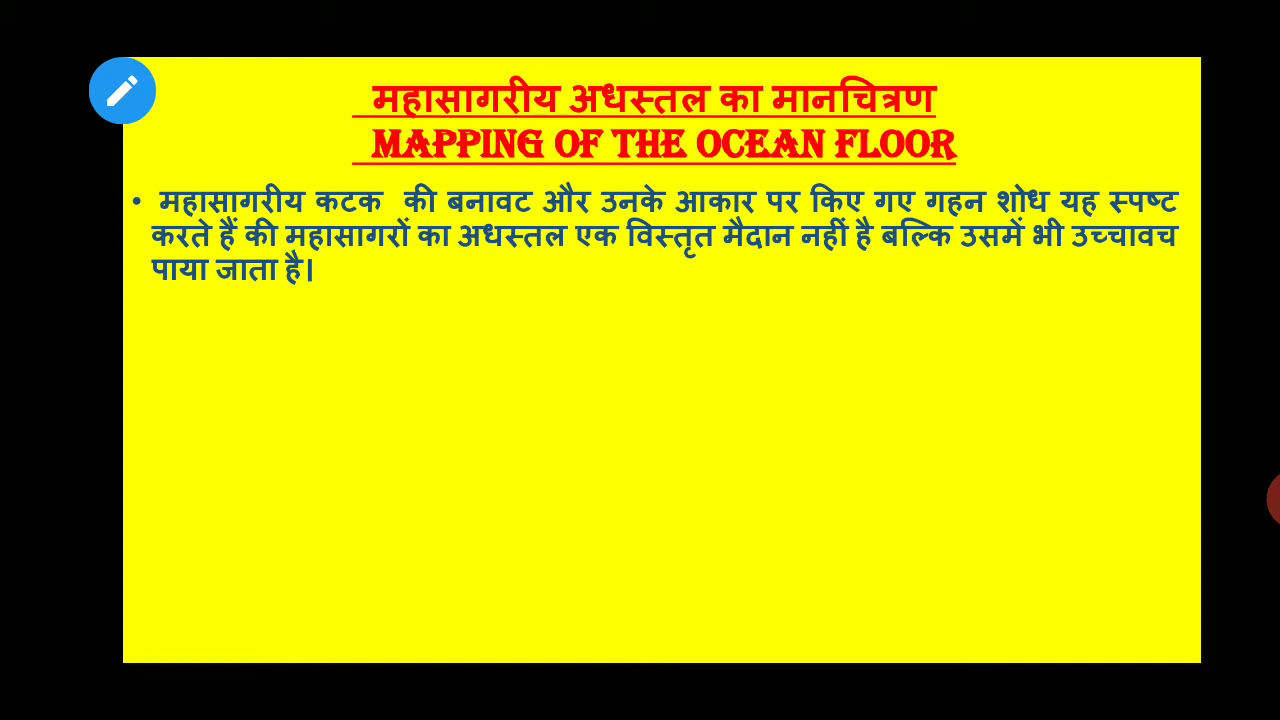 महासागरीय अधस्तल का मानचित्रण
MAPPING OF THE OCEAN FLOOR
• महासागरीय कटक की बनावट और उनके आकार पर किए गए गहन शोध यह स्पष्ट
करते हैं की महासागरों का अधस्तल एक विस्तृत मैदान नहीं है बल्कि उसमें भी उच्चावच
पाया जाता है।